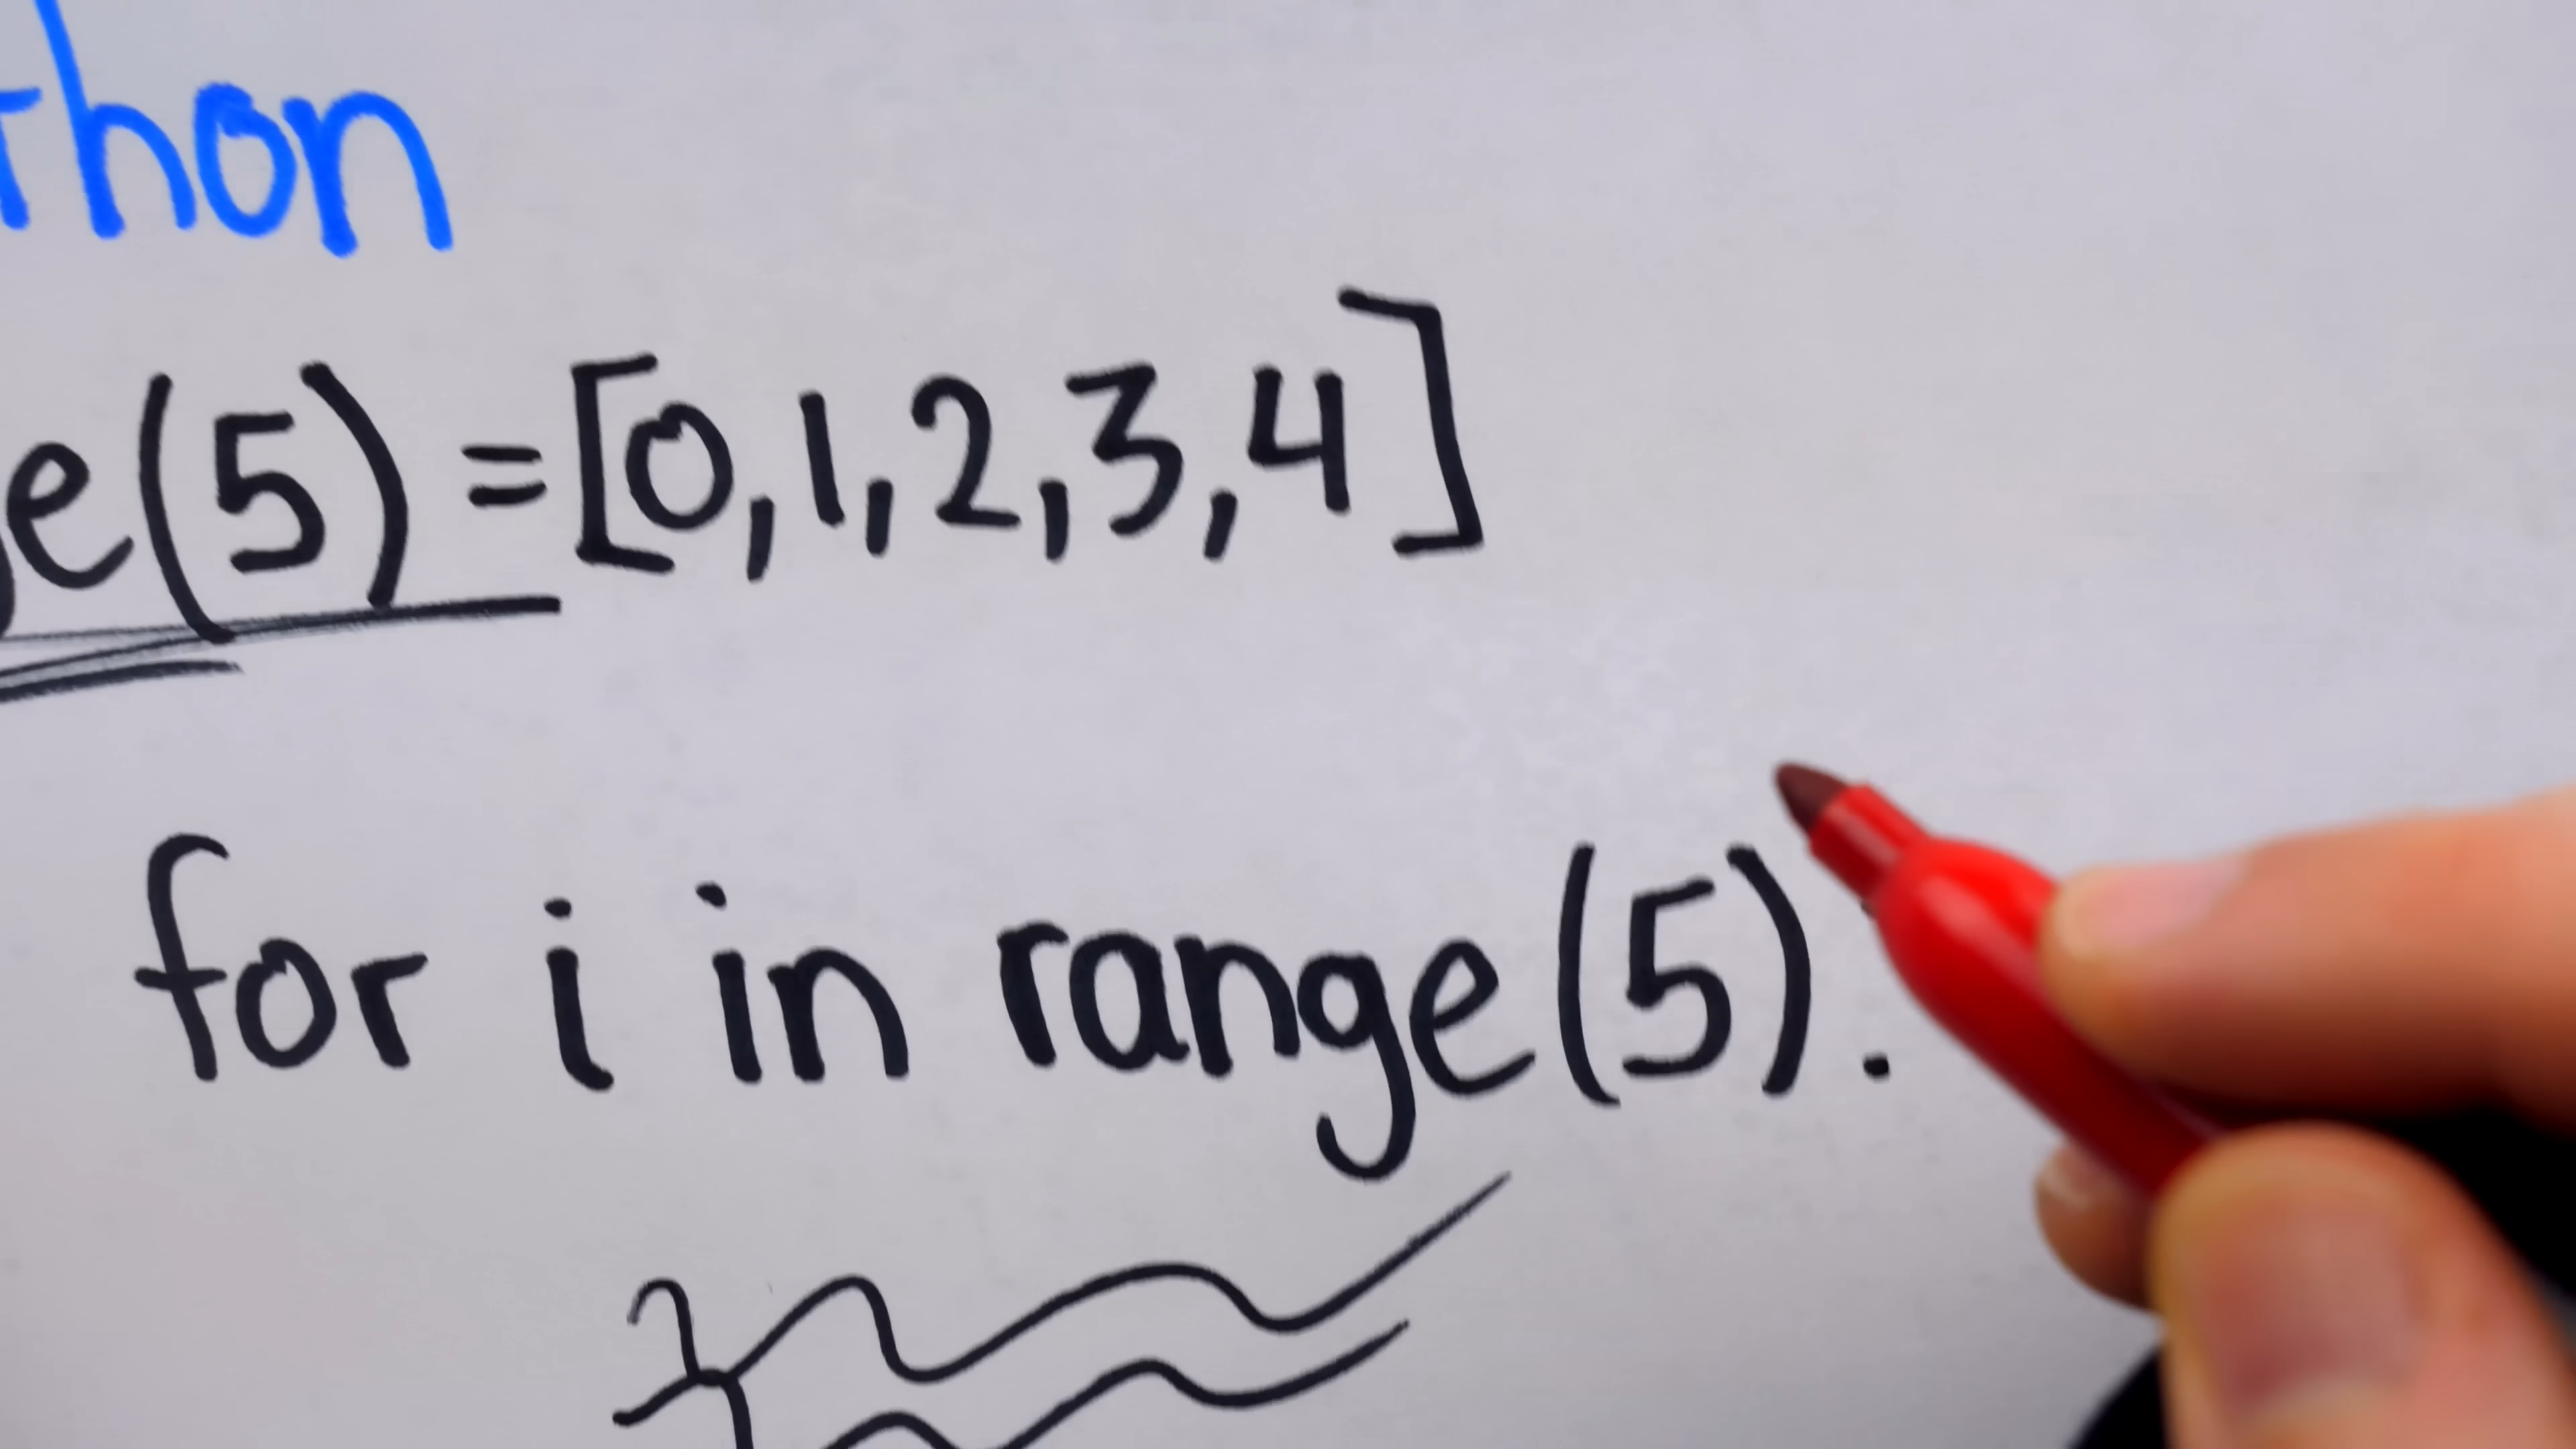 thon
e(5) = [0,1,2,3,4]
for i in range(5):